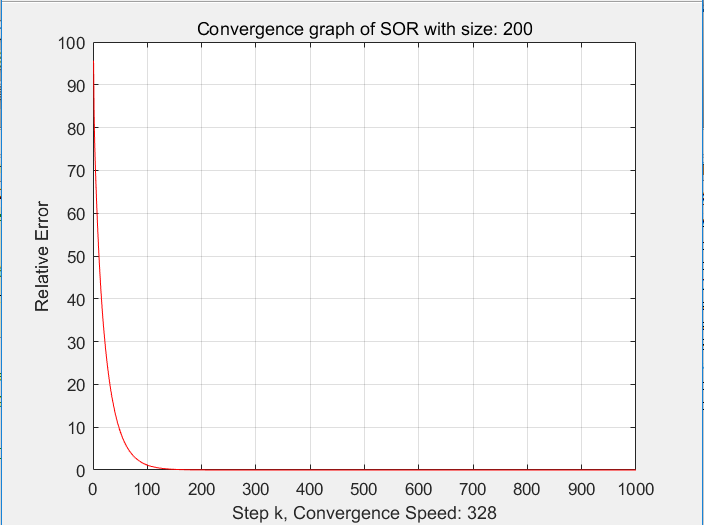 Convergence graph of SOR with size: 200
100
90
80
70
60
50
40
30
20
10
0
Relative Error
0 100 200 300 400 500 600 700 800 900 1000
Step k, Convergence Speed: 328